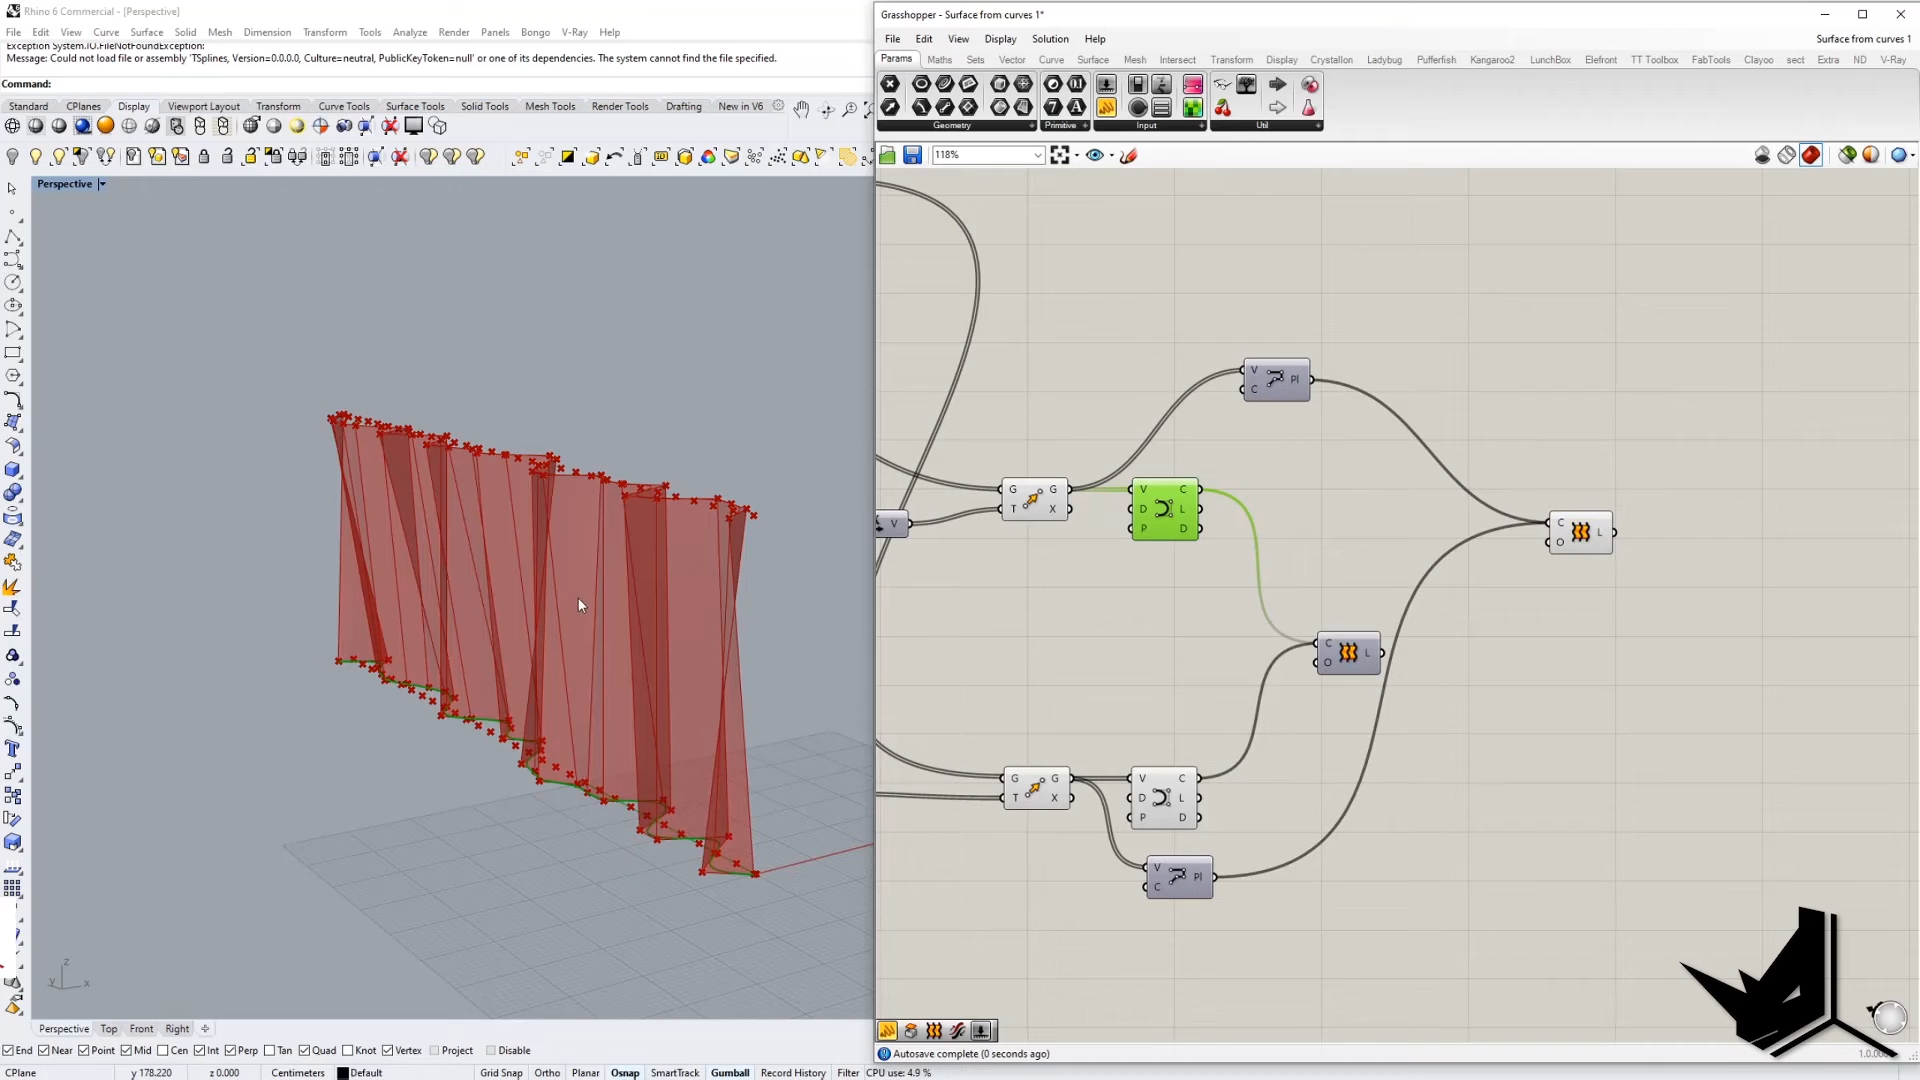 Rhino 6 Commercial - [Perspective]
File Edit View Curve Surface Solid Mesh Dimension Transform Tools Analyze Render Panels Bongo V-Ray Help
Exception System.IO.FileNotFoundException:
Message: Could not load file or assembly 'TSplines, Version=0.0.0.0, Culture=neutral, PublicKeyToken=null' or one of its dependencies. The system cannot find the file specified.
Command:
Standard CPlanes Display Viewport Layout Transform Curve Tools Surface Tools Solid Tools Mesh Tools Render Tools Drafting New in V6
Perspective
z
y x
Perspective Top Front Right
End Near Point Mid Cen Int Perp Tan Quad Knot Vertex Project Disable
CPlane y 178.220 z 0.000 Centimeters Default Grid Snap Ortho Planar Osnap SmartTrack Gumball Record History Filter CPU use: 4.9 %
Grasshopper - Surface from curves 1*
File Edit View Display Solution Help Surface from curves 1
Params Maths Sets Vector Curve Surface Mesh Intersect Transform Display Crystallon Ladybug Pufferfish Kangaroo2 LunchBox Elefront TT Toolbox FabTools Clayoo sect Extra ND V-Ray
Geometry Primitive Input Util
118%
V Pl
C
G G
T X
V C
D L
P D
V
C L
O
C L
O
G G
T X
V C
D L
P D
V Pl
C
Autosave complete (0 seconds ago)